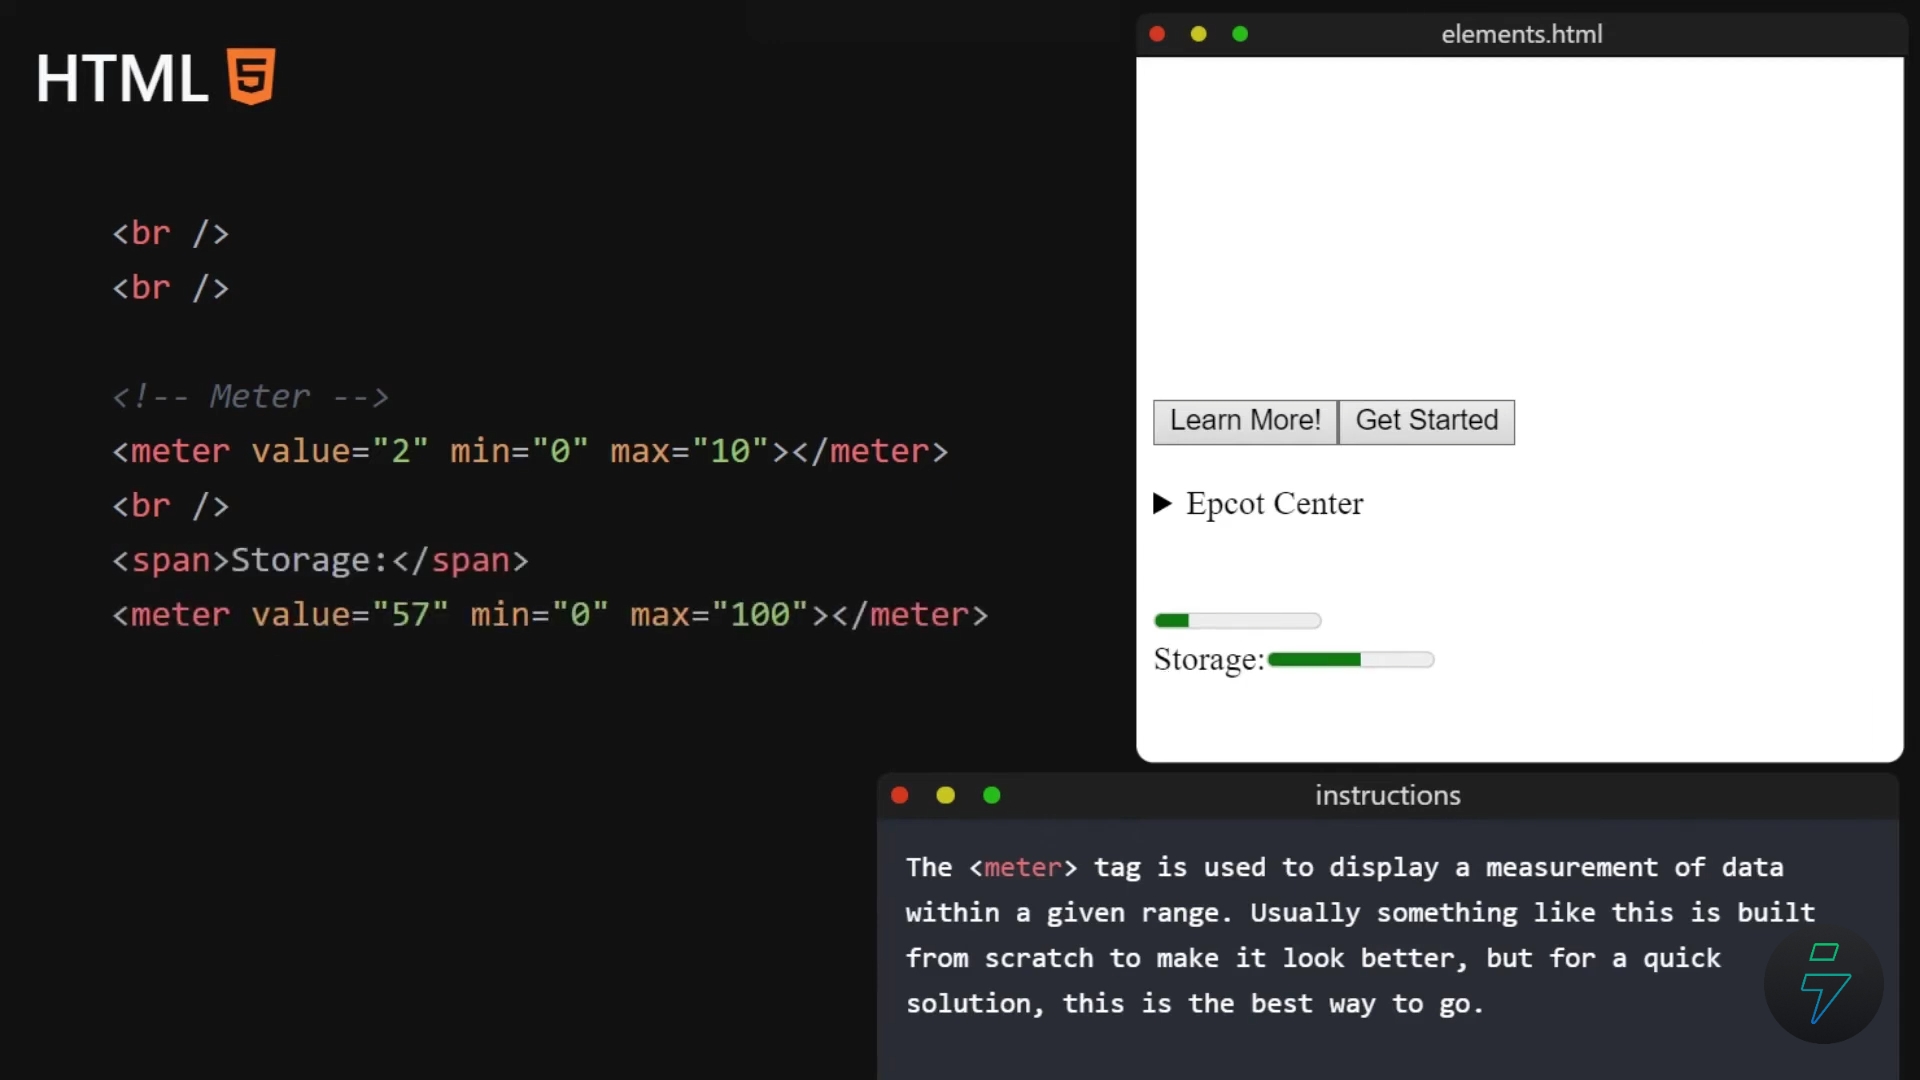 HTML 5
<br />
<br />
<!-- Meter -->
<meter value="2" min="0" max="10"></meter>
<br />
<span>Storage:</span>
<meter value="57" min="0" max="100"></meter>
elements.html
Learn More! Get Started
▶ Epcot Center
Storage:
instructions
The <meter> tag is used to display a measurement of data
within a given range. Usually something like this is built
from scratch to make it look better, but for a quick
solution, this is the best way to go.